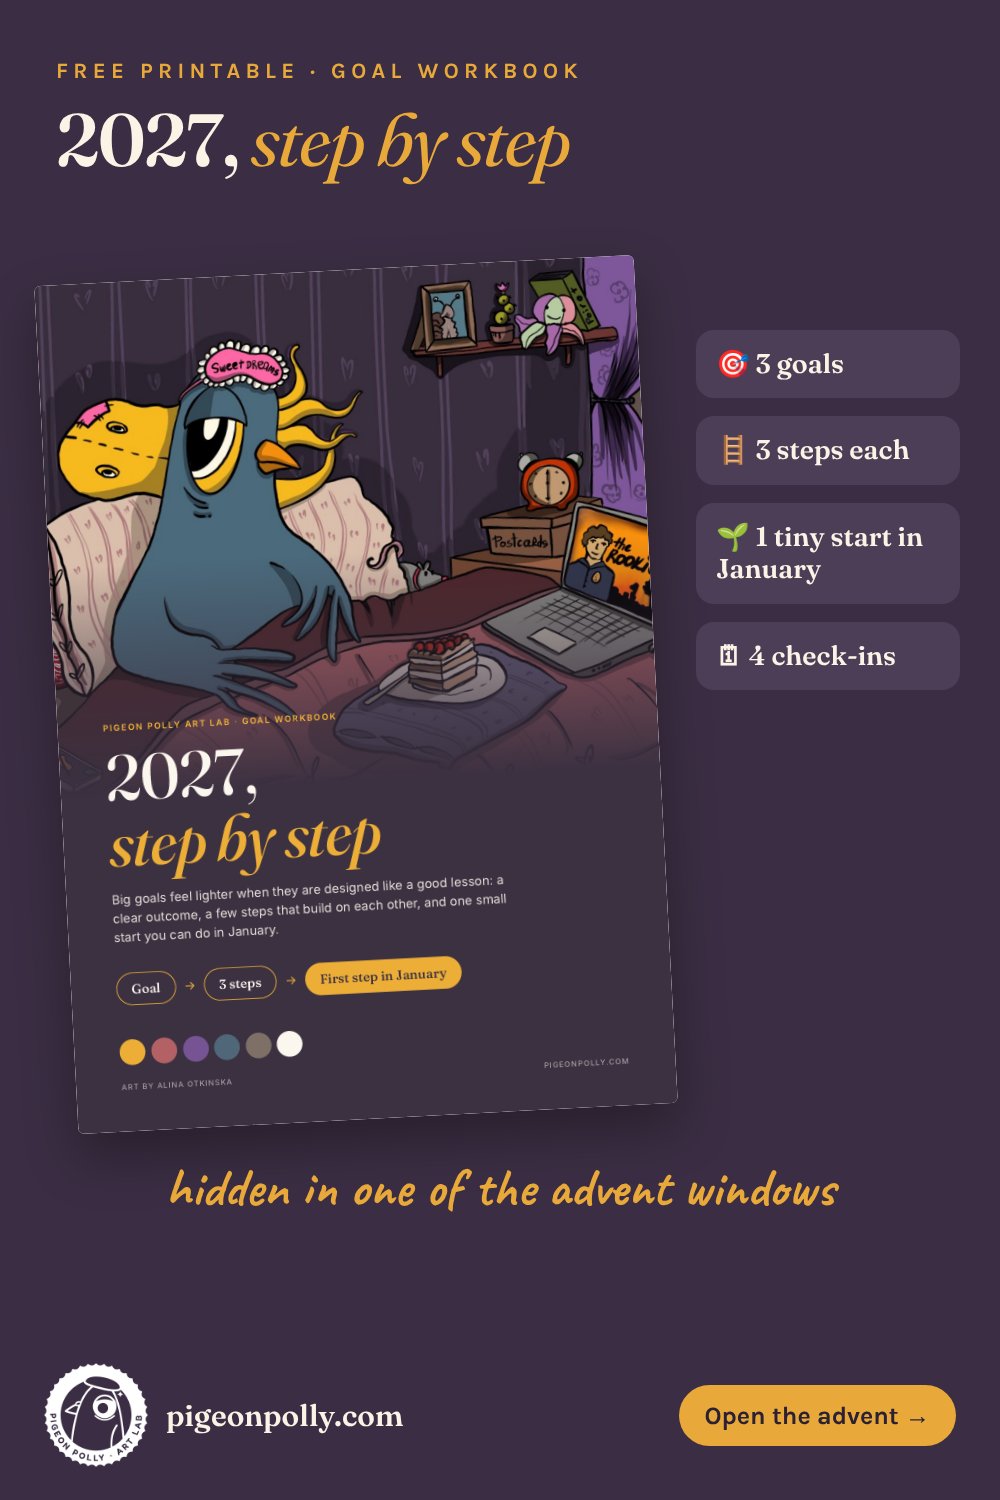 FREE PRINTABLE · GOAL WORKBOOK
2027, step by step
Sweet DREAMS
Poirot
Postcards
the
ROOKI
PIGEON POLLY ART LAB · GOAL WORKBOOK
2027,
step by step
Big goals feel lighter when they are designed like a good lesson: a
clear outcome, a few steps that build on each other, and one small
start you can do in January.
Goal → 3 steps → First step in January
ART BY ALINA OTKINSKA
PIGEONPOLLY.COM
🎯 3 goals
🪜 3 steps each
🌱 1 tiny start in
January
🗓 4 check-ins
hidden in one of the advent windows
PIGEON POLLY · ART LAB
pigeonpolly.com
Open the advent →